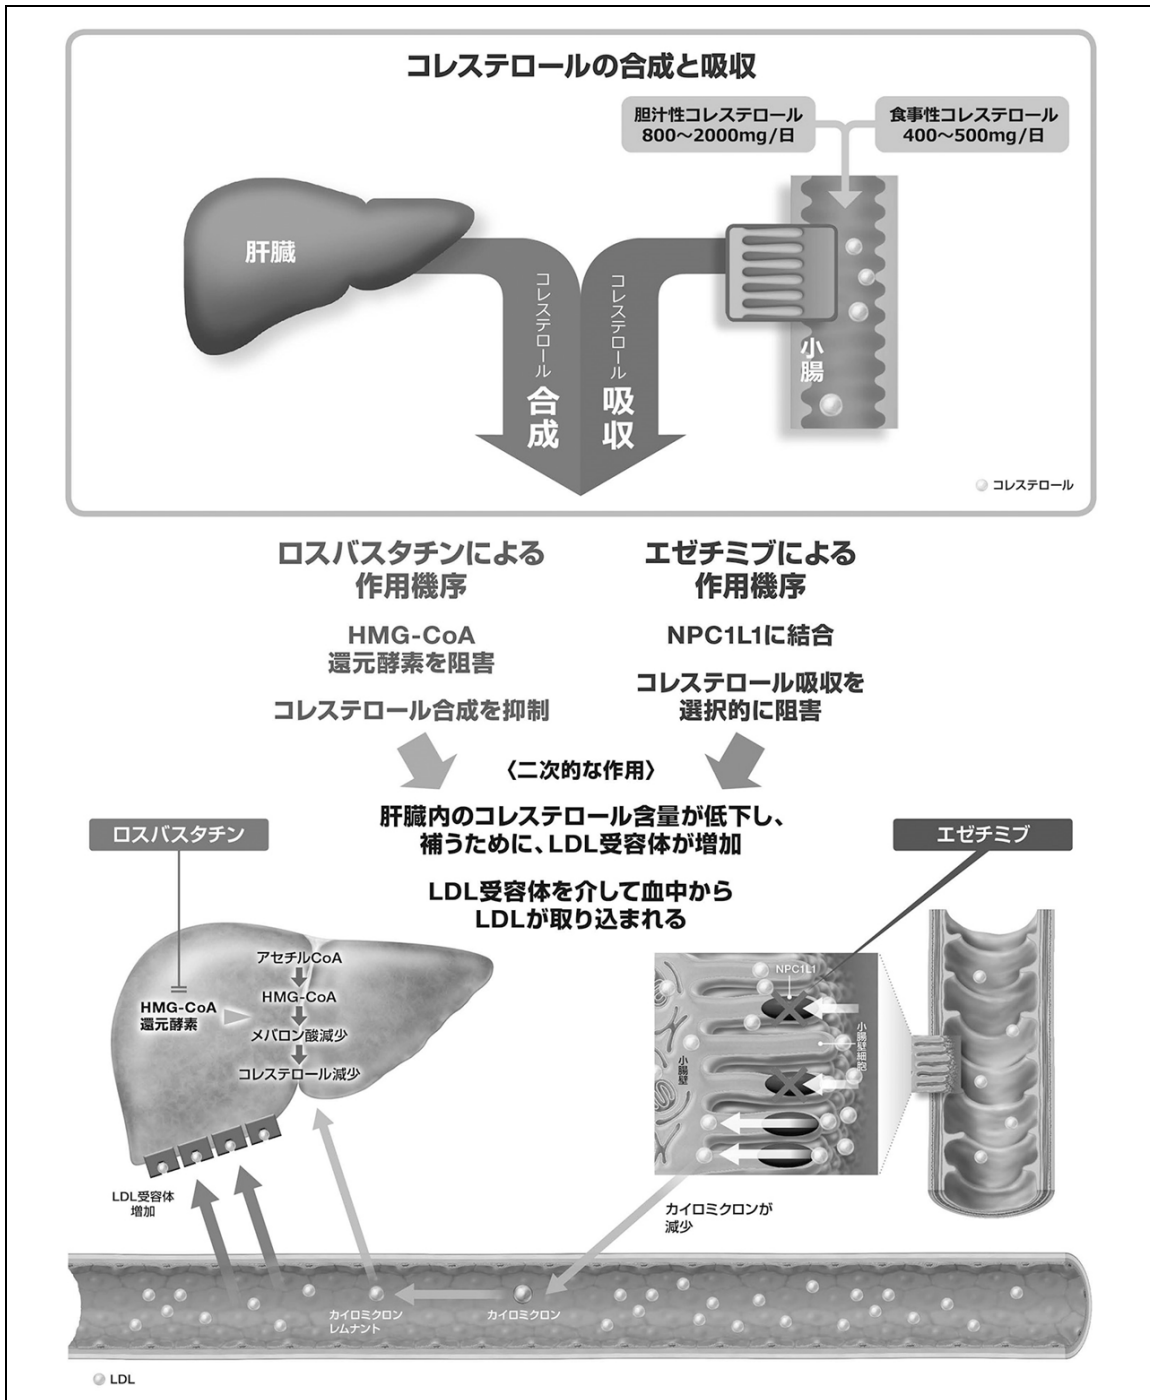 コレステロールの合成と吸収
胆汁性コレステロール
800～2000mg/日
食事性コレステロール
400～500mg/日
肝臓
コレステロール
合成
コレステロール
吸収
小腸
コレステロール
ロスバスタチンによる
作用機序
HMG-CoA
還元酵素を阻害
コレステロール合成を抑制
エゼチミブによる
作用機序
NPC1L1に結合
コレステロール吸収を
選択的に阻害
〈二次的な作用〉
肝臓内のコレステロール含量が低下し、
補うために、LDL受容体が増加
LDL受容体を介して血中から
LDLが取り込まれる
ロスバスタチン
エゼチミブ
アセチルCoA
HMG-CoA
メバロン酸減少
コレステロール減少
HMG-CoA
還元酵素
LDL受容体
増加
NPC1L1
小腸壁
小腸壁細胞
カイロミクロンが
減少
カイロミクロン
レムナント
カイロミクロン
LDL